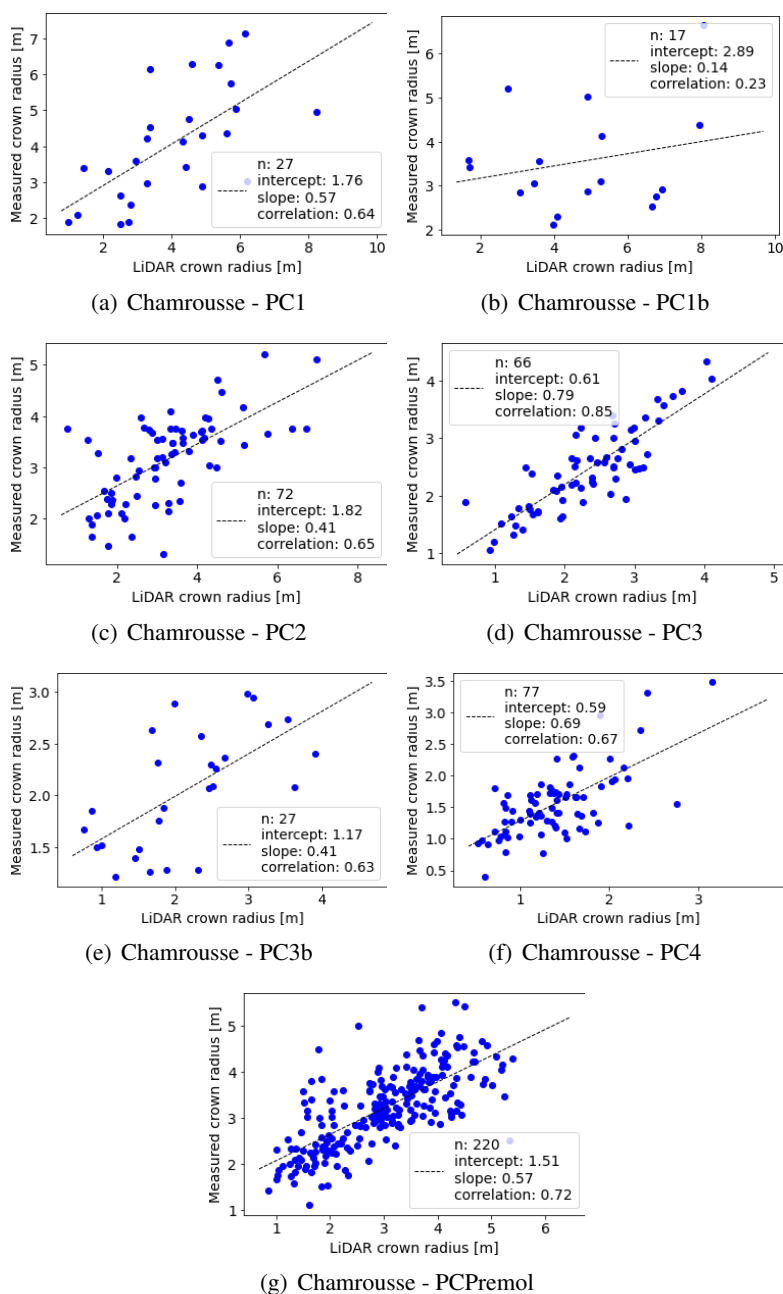 Measured crown radius [m]
7
6
5
4
3
2
n: 27
intercept: 1.76
slope: 0.57
correlation: 0.64
2 4 6 8 10
LiDAR crown radius [m]
(a) Chamrousse - PC1
Measured crown radius [m]
6
5
4
3
2
n: 17
intercept: 2.89
slope: 0.14
correlation: 0.23
2 4 6 8 10
LiDAR crown radius [m]
(b) Chamrousse - PC1b
Measured crown radius [m]
5
4
3
2
n: 72
intercept: 1.82
slope: 0.41
correlation: 0.65
2 4 6 8
LiDAR crown radius [m]
(c) Chamrousse - PC2
Measured crown radius [m]
4
3
2
1
n: 66
intercept: 0.61
slope: 0.79
correlation: 0.85
1 2 3 4 5
LiDAR crown radius [m]
(d) Chamrousse - PC3
Measured crown radius [m]
3.0
2.5
2.0
1.5
n: 27
intercept: 1.17
slope: 0.41
correlation: 0.63
1 2 3 4
LiDAR crown radius [m]
(e) Chamrousse - PC3b
Measured crown radius [m]
3.5
3.0
2.5
2.0
1.5
1.0
0.5
n: 77
intercept: 0.59
slope: 0.69
correlation: 0.67
1 2 3
LiDAR crown radius [m]
(f) Chamrousse - PC4
Measured crown radius [m]
5
4
3
2
1
n: 220
intercept: 1.51
slope: 0.57
correlation: 0.72
1 2 3 4 5 6
LiDAR crown radius [m]
(g) Chamrousse - PCPremol